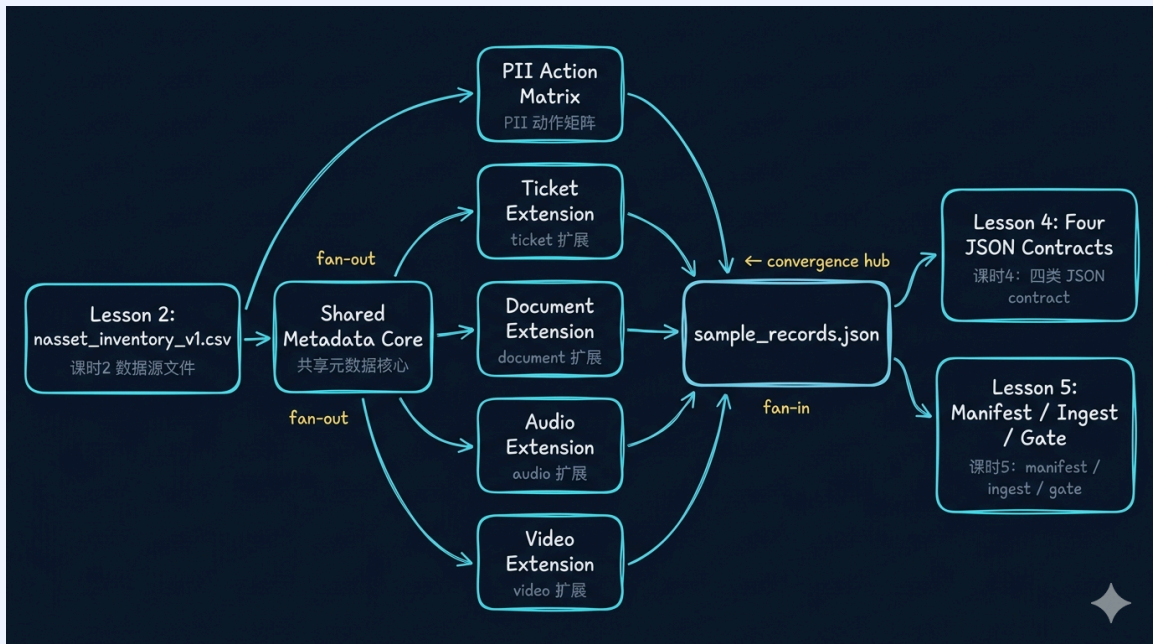 PII Action
Matrix
PII 动作矩阵
Ticket
Extension
ticket 扩展
fan-out
← convergence hub
Lesson 4: Four
JSON Contracts
课时4：四类 JSON
contract
Lesson 2:
nasset_inventory_v1.csv
课时2 数据源文件
Shared
Metadata Core
共享元数据核心
Document
Extension
document 扩展
sample_records.json
fan-out
fan-in
Audio
Extension
audio 扩展
Lesson 5:
Manifest / Ingest
/ Gate
课时5：manifest /
ingest / gate
Video
Extension
video 扩展